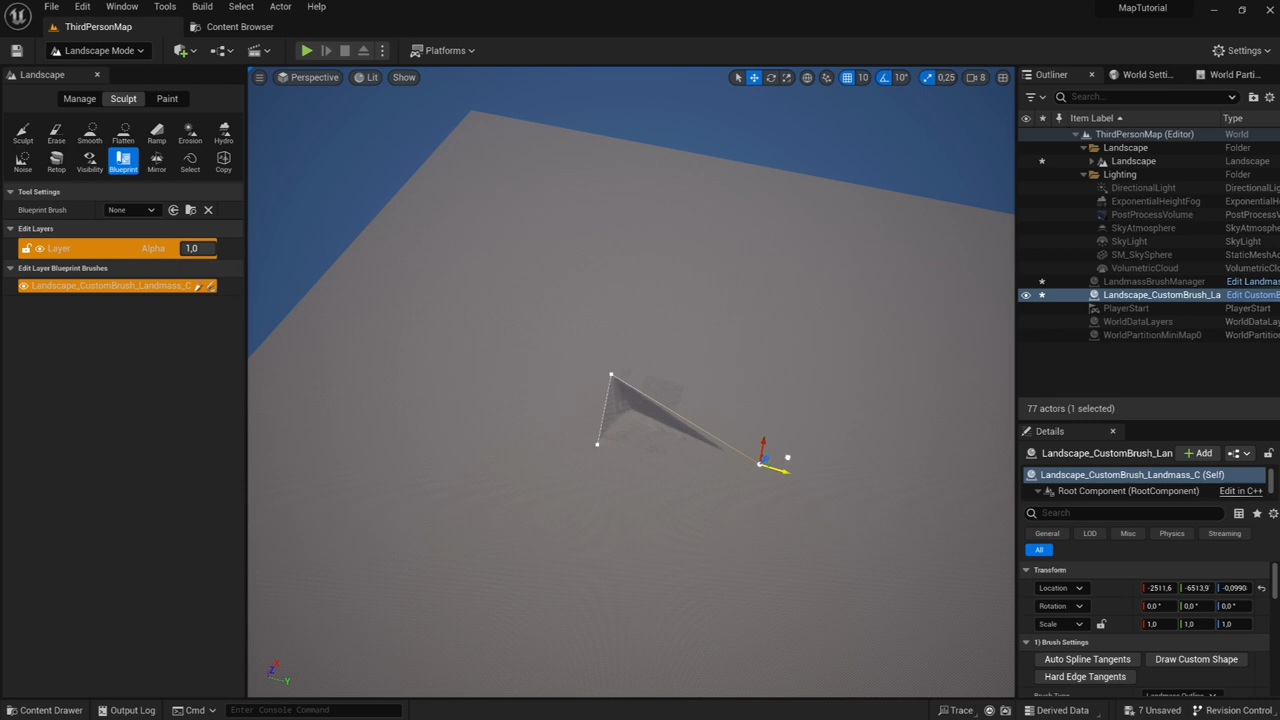 File Edit Window Tools Build Select Actor Help
MapTutorial
ThirdPersonMap
Content Browser
Landscape Mode
Platforms
Settings
Landscape
Manage Sculpt Paint
Sculpt Erase Smooth Flatten Ramp Erosion Hydro
Noise Retop Visibility Blueprint Mirror Select Copy
Tool Settings
Blueprint Brush None
Edit Layers
Layer Alpha 1,0
Edit Layer Blueprint Brushes
Landscape_CustomBrush_Landmass_C
Perspective Lit Show
10 10° 0,25 8
X
Z
Y
Outliner World Setti... World Parti...
Search...
Item Label Type
ThirdPersonMap (Editor) World
Landscape Folder
Landscape Landscape
Lighting Folder
DirectionalLight DirectionalLi
ExponentialHeightFog ExponentialH
PostProcessVolume PostProcessV
SkyAtmosphere SkyAtmosphe
SkyLight SkyLight
SM_SkySphere StaticMeshAc
VolumetricCloud VolumetricCl
LandmassBrushManager Edit Landmas
Landscape_CustomBrush_La Edit CustomB
PlayerStart PlayerStart
WorldDataLayers WorldDataLay
WorldPartitionMiniMap0 WorldPartition
77 actors (1 selected)
Details
Landscape_CustomBrush_Lan Add
Landscape_CustomBrush_Landmass_C (Self)
Root Component (RootComponent) Edit in C++
Search
General LOD Misc Physics Streaming
All
Transform
Location -2511,6 -6513,9 -0,0990
Rotation 0,0 ° 0,0 ° 0,0 °
Scale 1,0 1,0 1,0
1) Brush Settings
Auto Spline Tangents Draw Custom Shape
Hard Edge Tangents
Content Drawer Output Log Cmd Enter Console Command
Trace Derived Data 7 Unsaved Revision Control